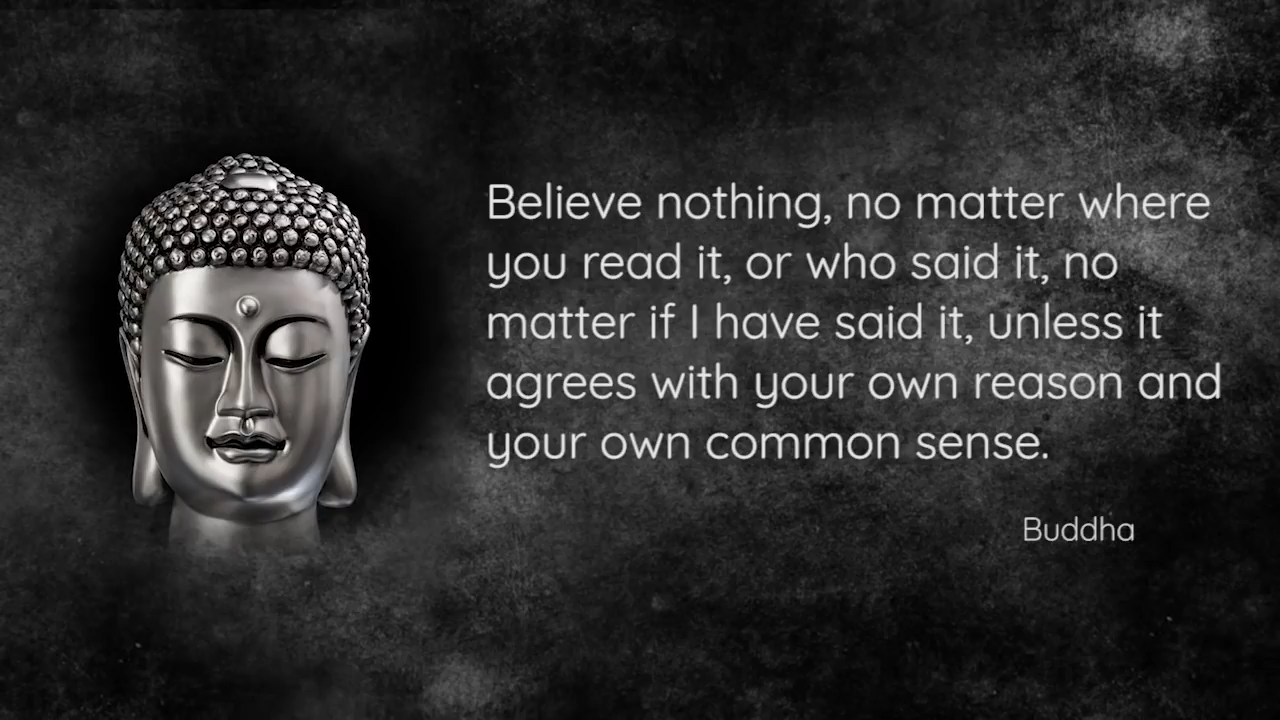 Believe nothing, no matter where
you read it, or who said it, no
matter if I have said it, unless it
agrees with your own reason and
your own common sense.
Buddha